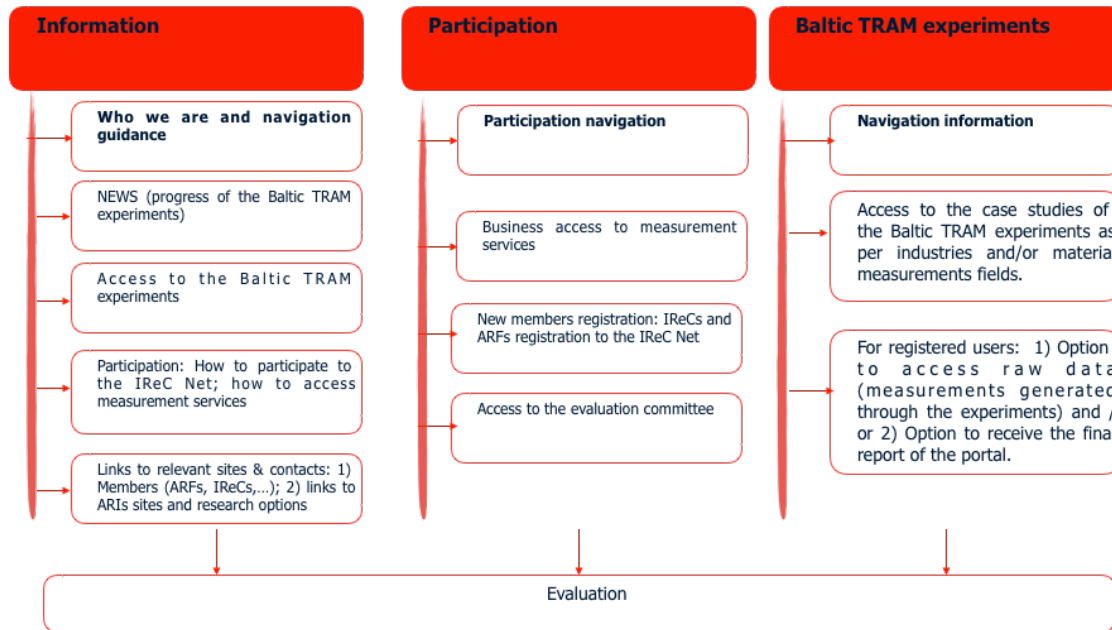 Information
Who we are and navigation
guidance
NEWS (progress of the Baltic TRAM
experiments)
Access to the Baltic TRAM
experiments
Participation: How to participate to
the IReC Net; how to access
measurement services
Links to relevant sites & contacts: 1)
Members (ARFs, IReCs,...); 2) links to
ARIs sites and research options
Participation
Participation navigation
Business access to measurement
services
New members registration: IReCs and
ARFs registration to the IReC Net
Access to the evaluation committee
Baltic TRAM experiments
Navigation information
Access to the case studies of
the Baltic TRAM experiments as
per industries and/or materia
measurements fields.
For registered users: 1) Option
to access raw data
(measurements generated
through the experiments) and /
or 2) Option to receive the fina
report of the portal.
Evaluation